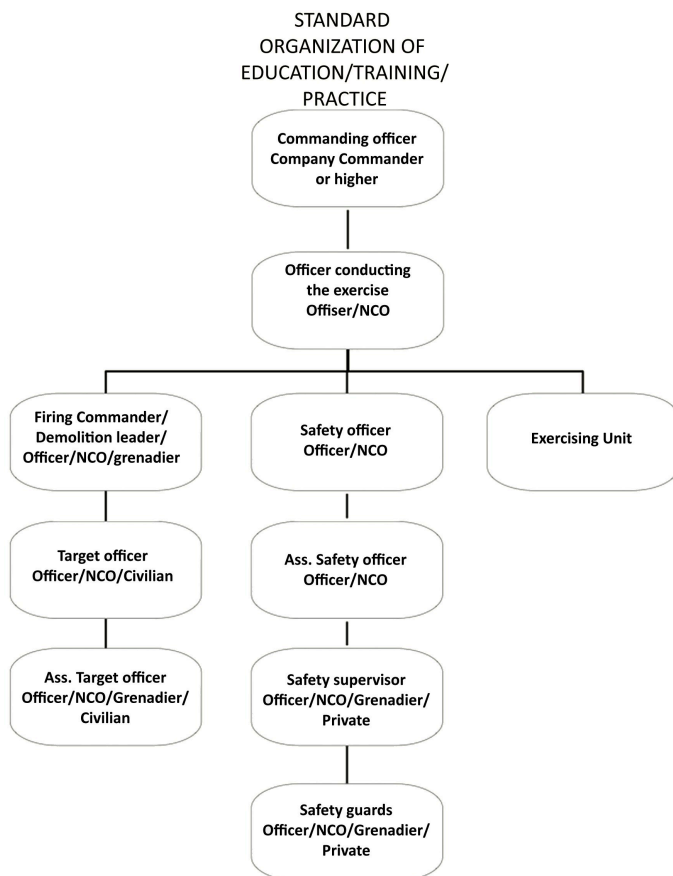 STANDARD
ORGANIZATION OF
EDUCATION/TRAINING/
PRACTICE
Commanding officer
Company Commander
or higher
Officer conducting
the exercise
Offiser/NCO
Firing Commander/
Demolition leader/
Officer/NCO/grenadier
Safety officer
Officer/NCO
Exercising Unit
Target officer
Officer/NCO/Civilian
Ass. Safety officer
Officer/NCO
Ass. Target officer
Officer/NCO/Grenadier/
Civilian
Safety supervisor
Officer/NCO/Grenadier/
Private
Safety guards
Officer/NCO/Grenadier/
Private